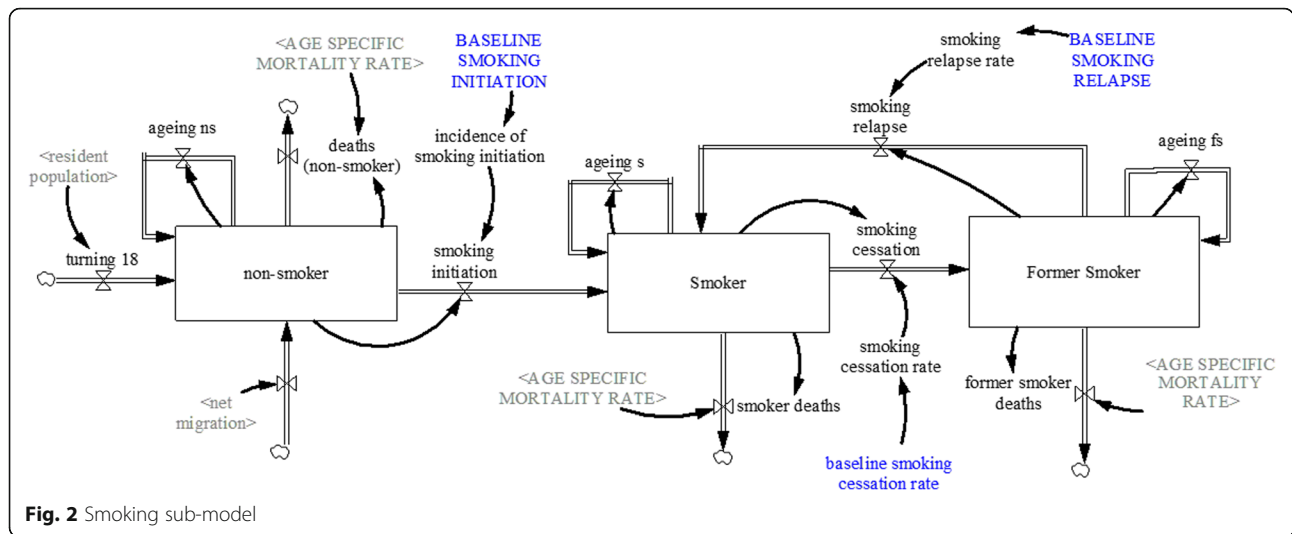 <AGE SPECIFIC
MORTALITY RATE>
BASELINE
SMOKING
INITIATION
smoking
relapse rate
BASELINE
SMOKING
RELAPSE
ageing ns
deaths
(non-smoker)
incidence of
smoking initiation
smoking
relapse
ageing s
ageing fs
<resident
population>
turning 18
non-smoker
smoking
initiation
Smoker
smoking
cessation
Former Smoker
<net
migration>
<AGE SPECIFIC
MORTALITY RATE>
smoker deaths
smoking
cessation rate
former smoker
deaths
<AGE SPECIFIC
MORTALITY
RATE>
baseline smoking
cessation rate
Fig. 2 Smoking sub-model